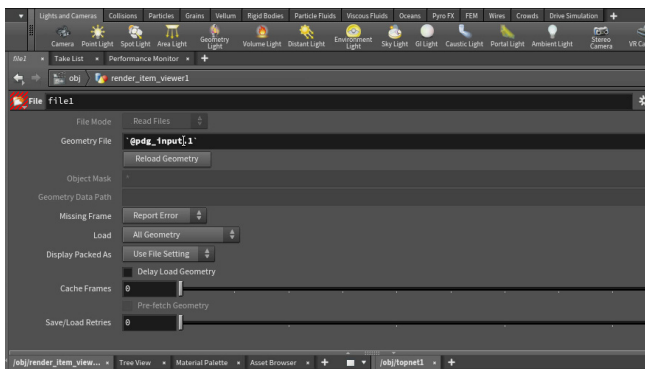 Lights and Cameras Collisions Particles Grains Vellum Rigid Bodies Particle Fluids Viscous Fluids Oceans Pyro FX FEM Wires Crowds Drive Simulation +
Camera Point Light Spot Light Area Light Geometry Light Volume Light Distant Light Environment Light Sky Light GI Light Caustic Light Portal Light Ambient Light Stereo Camera VR Ca
file1 × Take List × Performance Monitor × +
obj render_item_viewer1
File file1
File Mode Read Files
Geometry File `@pdg_input.1`
Reload Geometry
Object Mask *
Geometry Data Path
Missing Frame Report Error
Load All Geometry
Display Packed As Use File Setting
Delay Load Geometry
Cache Frames 0
Pre-fetch Geometry
Save/Load Retries 0
/obj/render_item_view... × Tree View × Material Palette × Asset Browser × + /obj/topnet1 × +